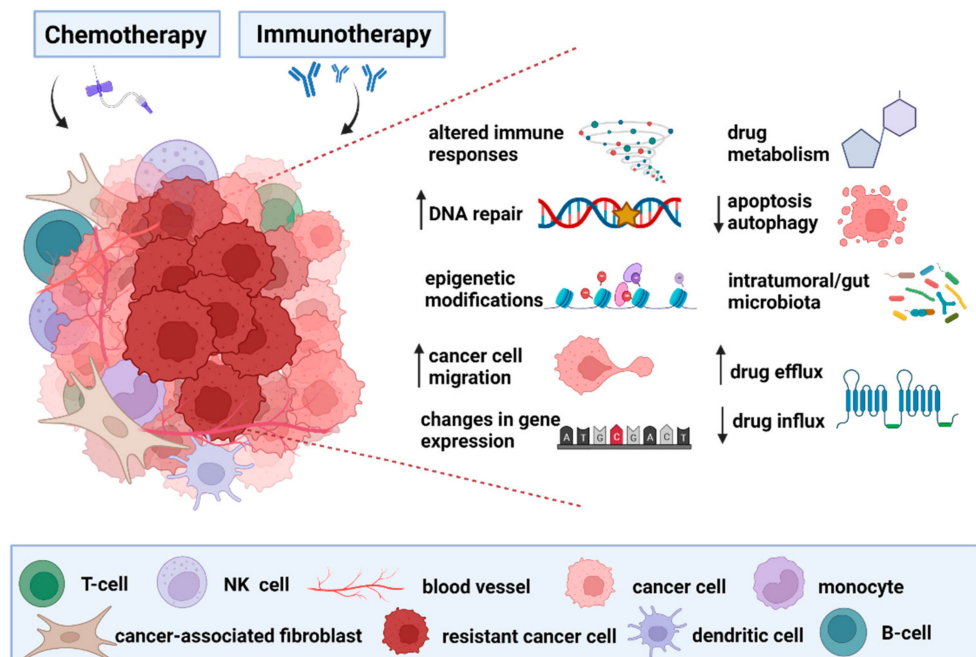 Chemotherapy
Immunotherapy
altered immune
responses
DNA repair
epigenetic
modifications
cancer cell
migration
changes in gene
expression
A T G C G A C T
drug
metabolism
apoptosis
autophagy
intratumoral/gut
microbiota
drug efflux
drug influx
T-cell
NK cell
blood vessel
cancer cell
monocyte
cancer-associated fibroblast
resistant cancer cell
dendritic cell
B-cell